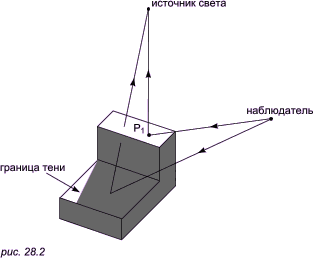 источник света
наблюдатель
P1
граница тени
рис. 28.2